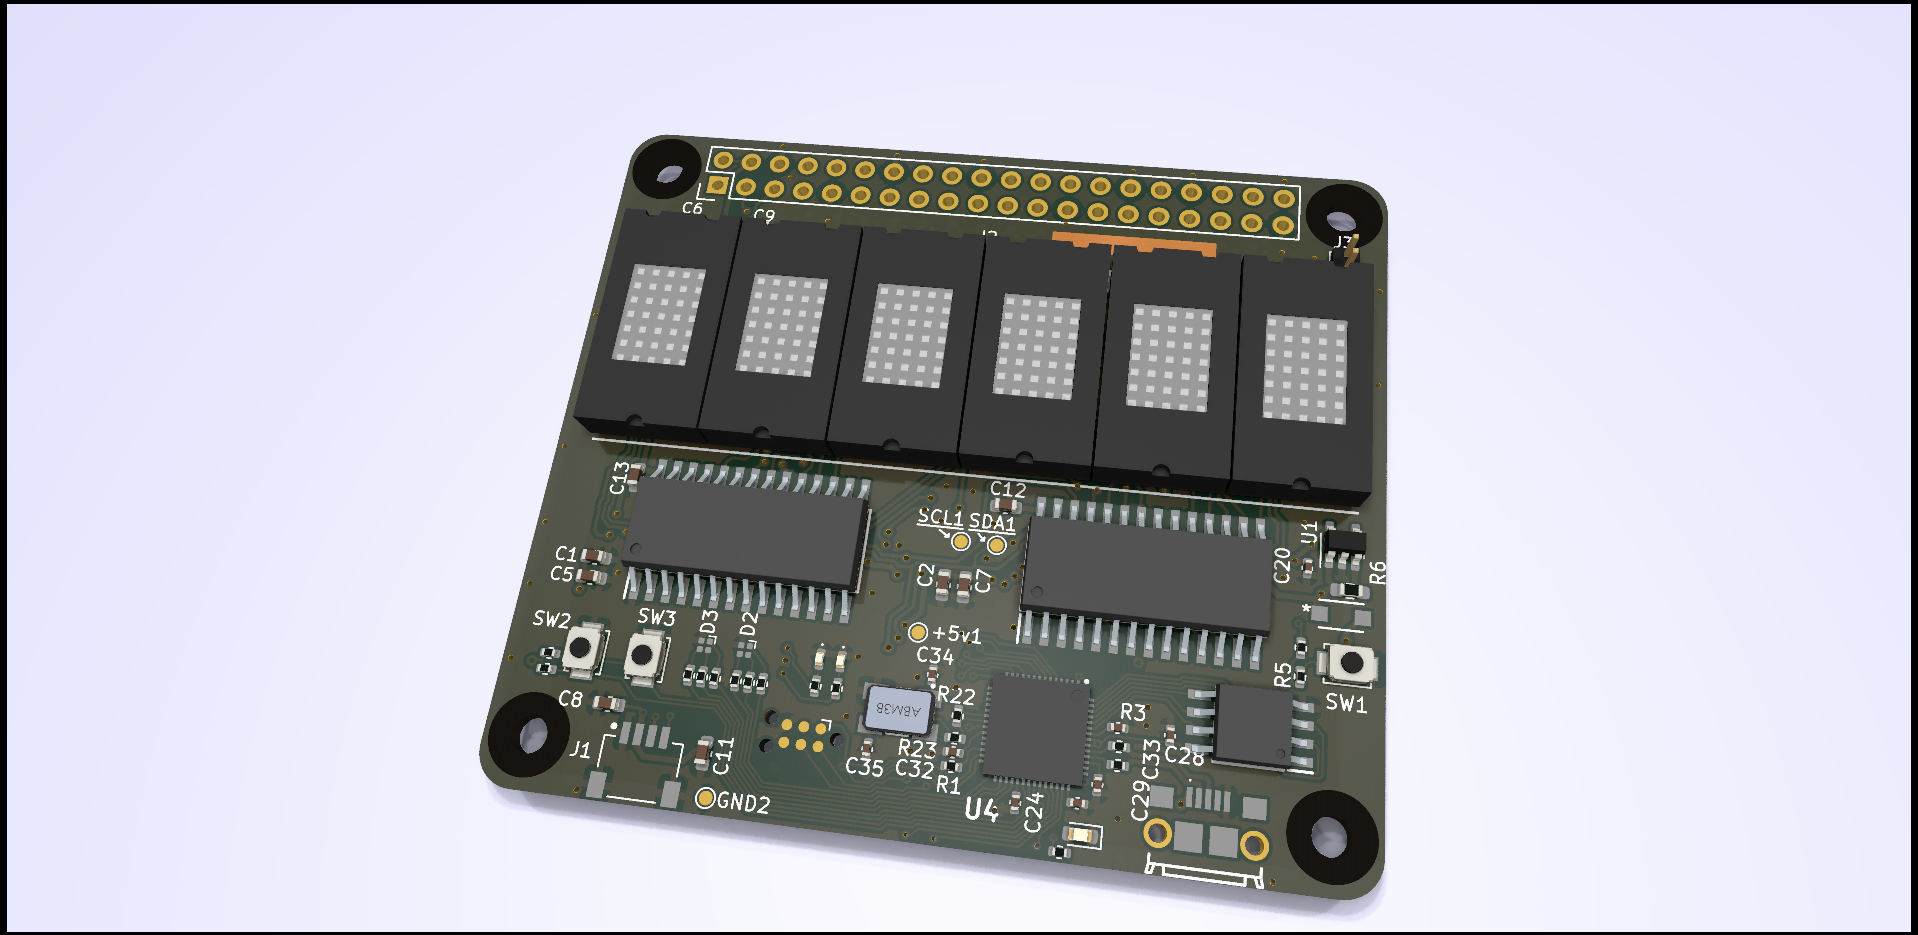 C6
C9
J3
C13
C12
SCL1
SDA1
U1
C20
R6
C1
C5
C2
C7
*
SW2
SW3
D3
D2
+5v1
C34
R5
SW1
C8
ABM3B
R22
R3
J1
C11
R23
C35
C32
R1
C33
C28
GND2
U4
C24
C29